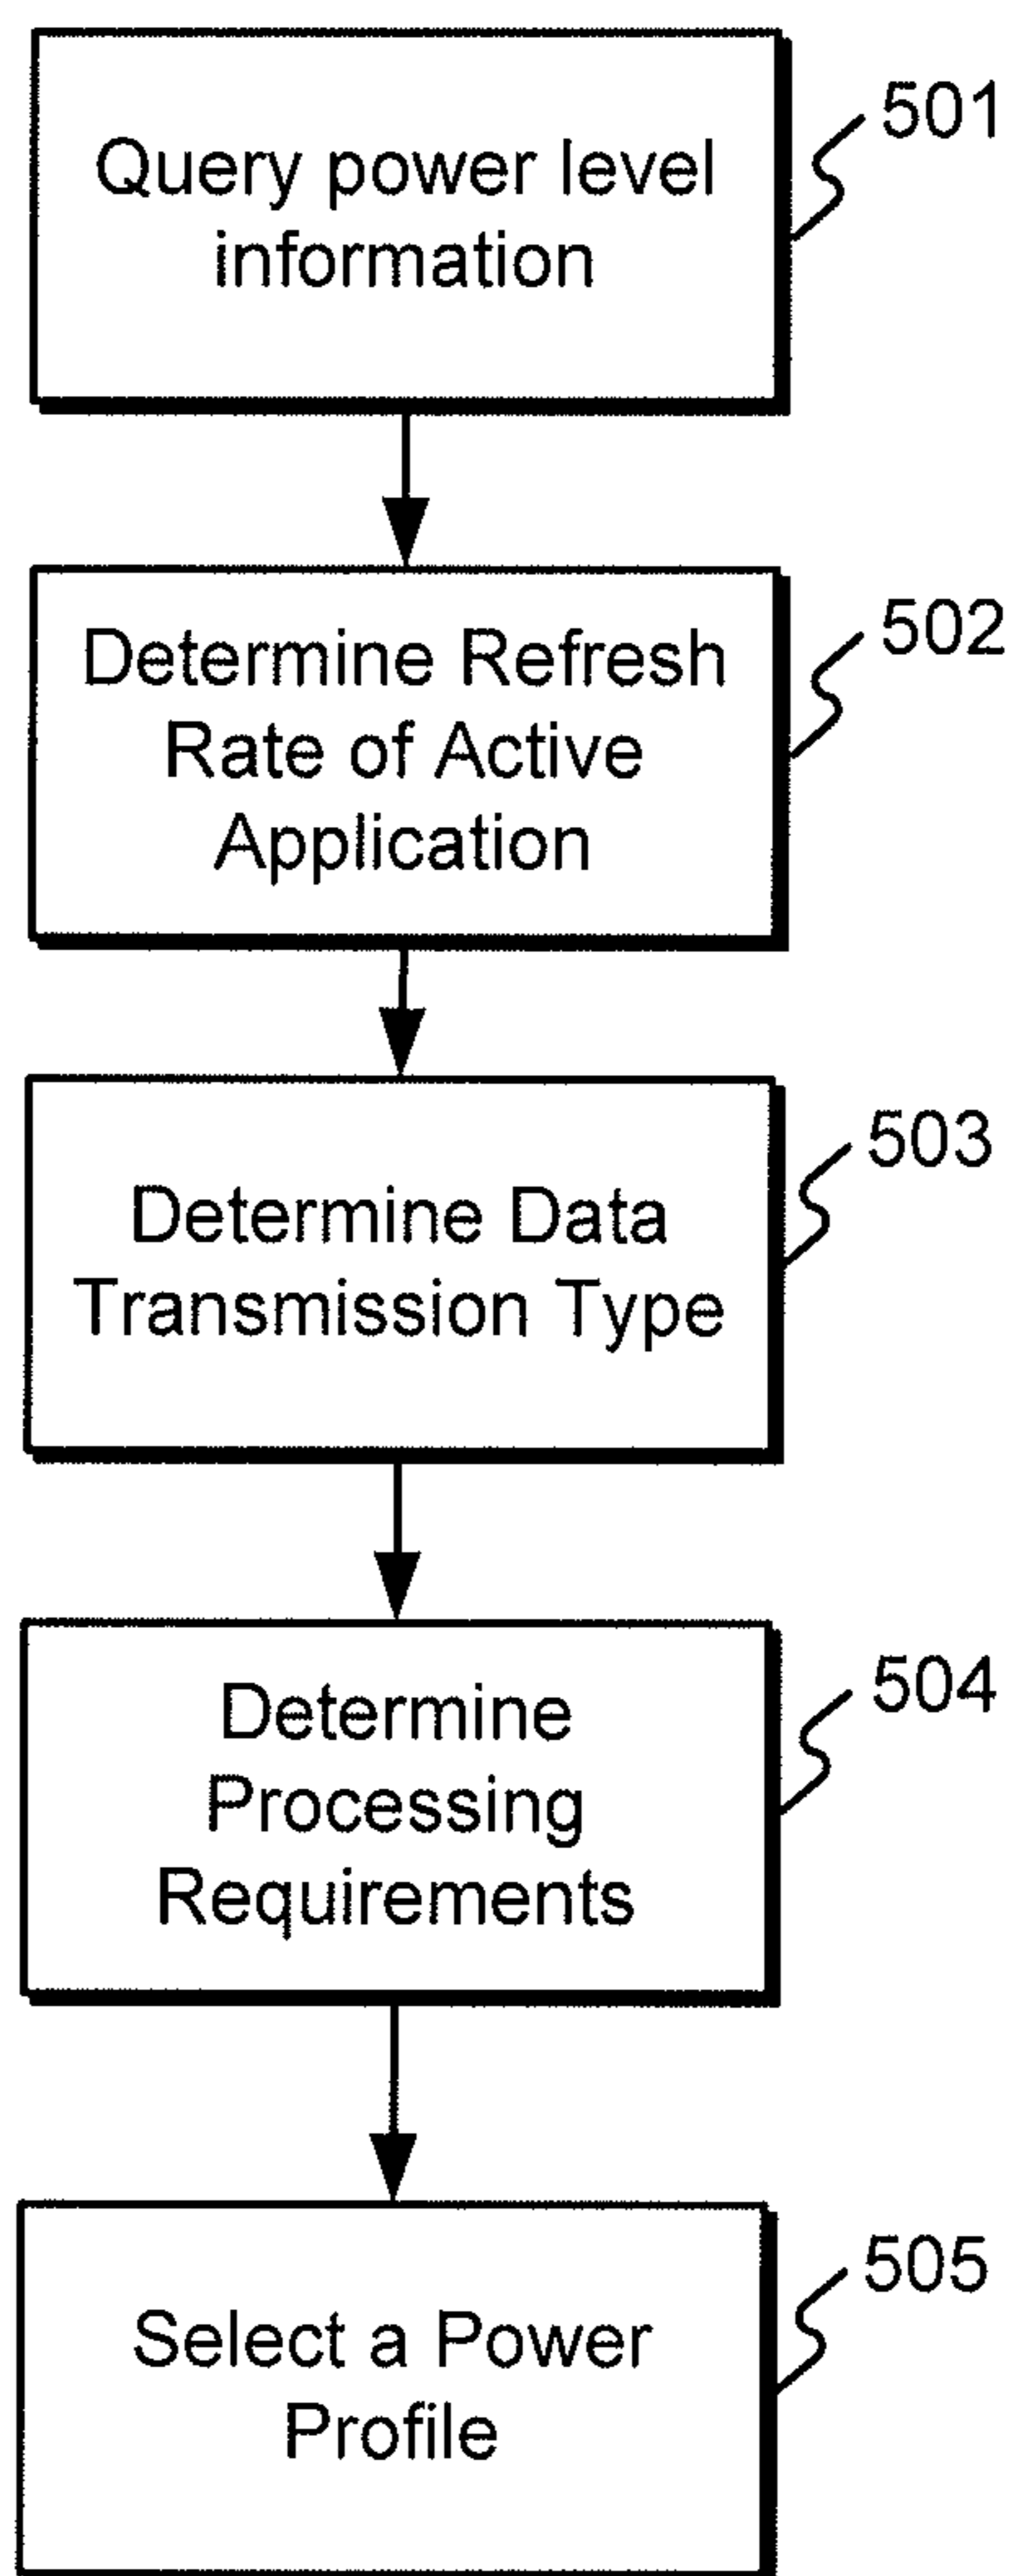 Query power level
information
501
Determine Refresh
Rate of Active
Application
502
Determine Data
Transmission Type
503
Determine
Processing
Requirements
504
Select a Power
Profile
505